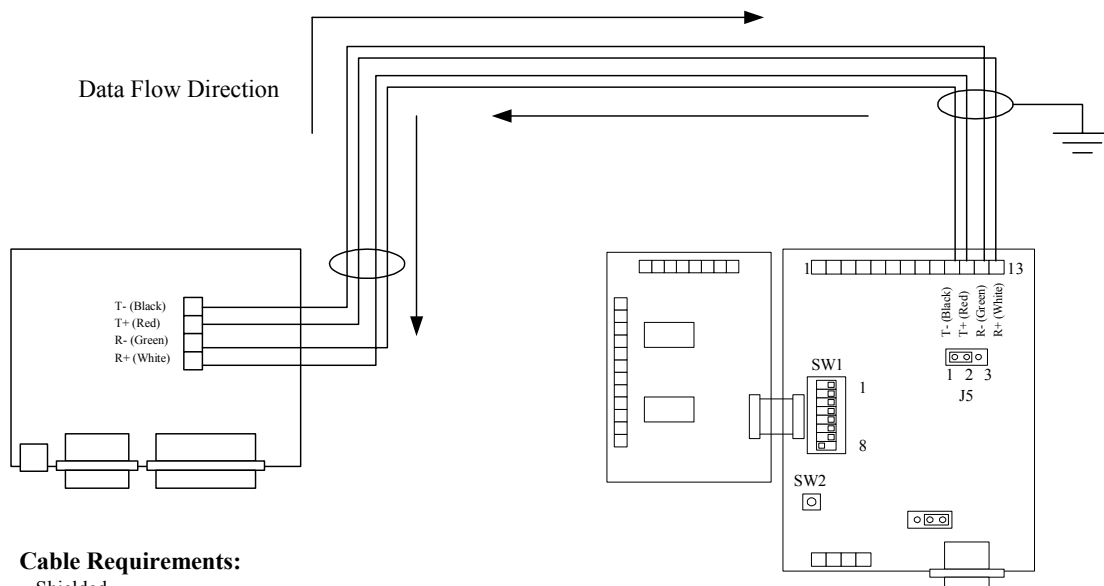 Data Flow Direction
T- (Black)
T+ (Red)
R- (Green)
R+ (White)
1
13
T- (Black)
T+ (Red)
R- (Green)
R+ (White)
1 2 3
J5
SW1
1
8
SW2
Cable Requirements:
Shielded